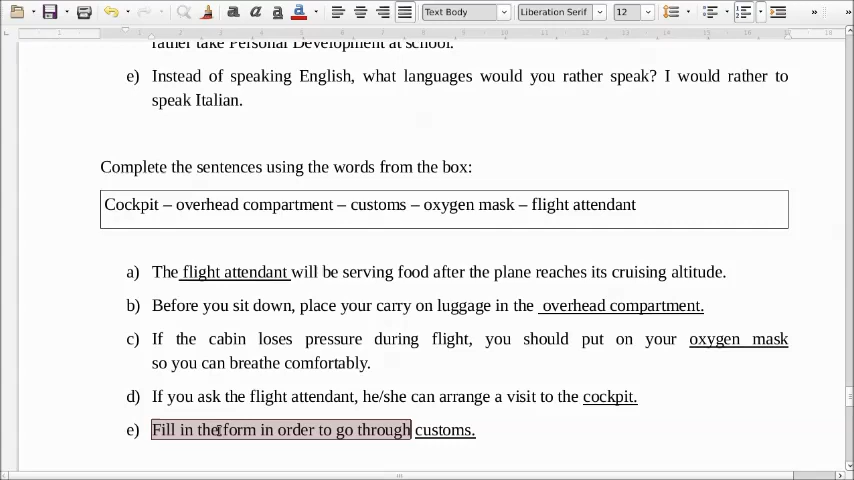 Text Body Liberation Serif 12
rather take Personal Development at school.
e) Instead of speaking English, what languages would you rather speak? I would rather to
speak Italian.
Complete the sentences using the words from the box:
Cockpit – overhead compartment – customs – oxygen mask – flight attendant
a) The flight attendant will be serving food after the plane reaches its cruising altitude.
b) Before you sit down, place your carry on luggage in the overhead compartment.
c) If the cabin loses pressure during flight, you should put on your oxygen mask
so you can breathe comfortably.
d) If you ask the flight attendant, he/she can arrange a visit to the cockpit.
e) Fill in the form in order to go through customs.